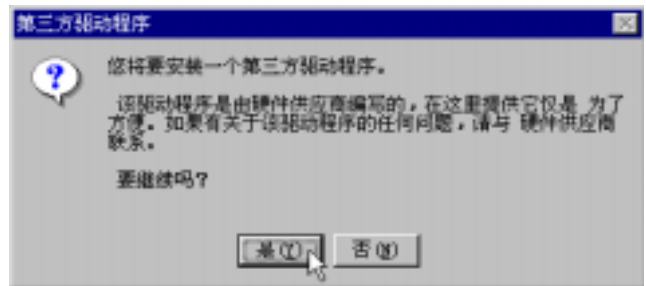 第三方驱动程序
您将要安装一个第三方驱动程序。
该驱动程序是由硬件供应商编写的，在这里提供它仅是 为了
方便。如果有关于该驱动程序的任何问题，请与 硬件供应商
联系。
要继续吗？
是(Y) 否(N)